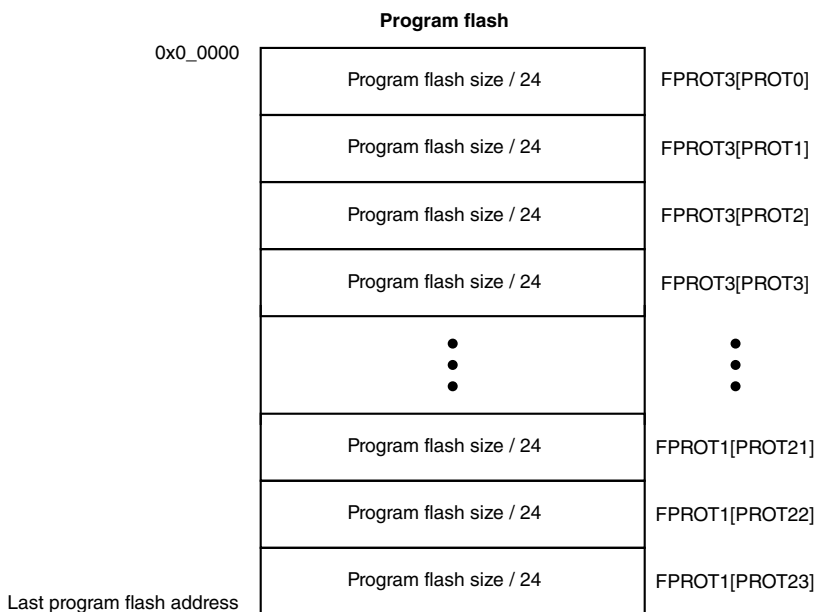 Program flash
0x0_0000
Program flash size / 24 FPROT3[PROT0]
Program flash size / 24 FPROT3[PROT1]
Program flash size / 24 FPROT3[PROT2]
Program flash size / 24 FPROT3[PROT3]
Program flash size / 24 FPROT1[PROT21]
Program flash size / 24 FPROT1[PROT22]
Program flash size / 24 FPROT1[PROT23]
Last program flash address